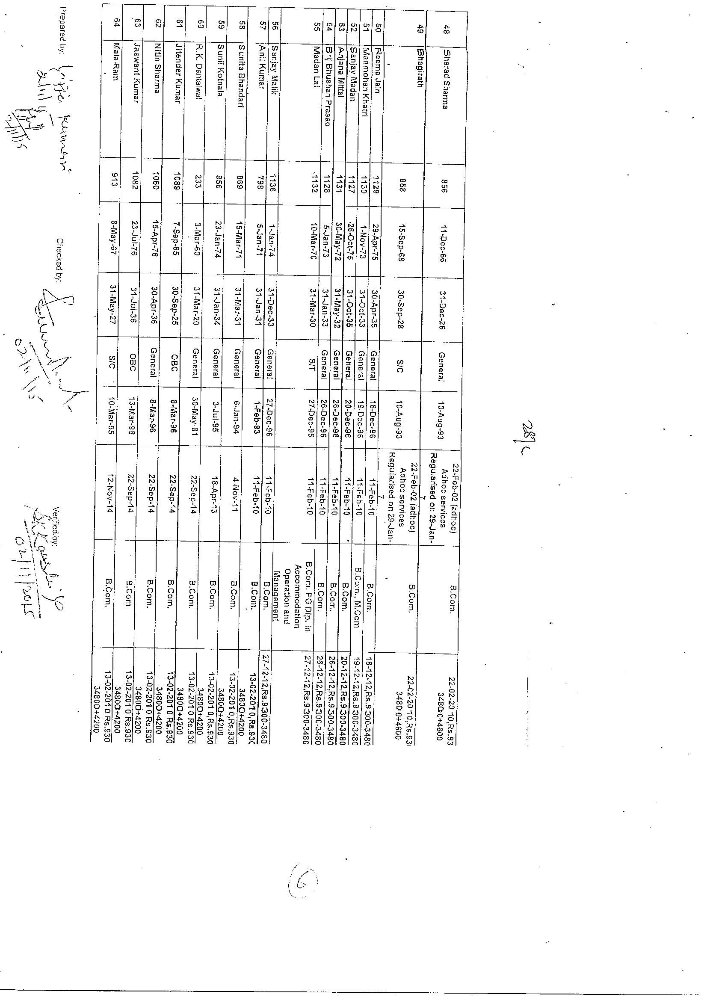 28/c
48 Sharad Sharma 856 11-Dec-66 31-Dec-26 General 10-Aug-93 22-Feb-02 (adhoc) Adhoc services Regularised on 29-Jan-7 B.Com. 22-02-2010,Rs.93 34800+4600
49 Bhagirath 858 15-Sep-68 30-Sep-28 S/C 10-Aug-93 22-Feb-02 (adhoc) Adhoc services Regularised on 29-Jan-7 B.Com. 22-02-2010,Rs.93 34800+4600
50 Reema Jain 1129 29-Apr-75 30-Apr-35 General 18-Dec-96 11-Feb-10 B.Com. 18-12-12,Rs.9300-3480
51 Manmohan Khatri 1130 1-Nov-73 31-Oct-33 General 19-Dec-96 11-Feb-10 B.Com., M.Com 19-12-12,Rs.9300-3480
52 Sanjay Madan 1127 26-Oct-75 31-Oct-35 General 20-Dec-96 11-Feb-10 B.Com. 20-12-12,Rs.9300-3480
53 Anjana Mittal 1131 30-May-72 31-May-32 General 26-Dec-96 11-Feb-10 B.Com. 26-12-12,Rs.9300-3480
54 Brij Bhushan Prasad 1128 5-Jan-73 31-Jan-33 General 26-Dec-96 11-Feb-10 B.Com. 26-12-12,Rs.9300-3480
55 Madan Lal 1132 10-Mar-70 31-Mar-30 S/T 27-Dec-96 11-Feb-10 B.Com. PG Dip. In Accommodation Operation and Management 27-12-12,Rs.9300-3480
56 Sanjay Malik 1136 1-Jan-74 31-Dec-33 General 27-Dec-96 11-Feb-10 B.Com. 27-12-12,Rs.9300-3480
57 Anil Kumar 798 5-Jan-71 31-Jan-31 General 1-Feb-93 11-Feb-10 B.Com. 13-02-2010,Rs.930 34800+4200
58 Sunita Bhandari 869 15-Mar-71 31-Mar-31 General 6-Jan-94 4-Nov-11 B.Com. 13-02-2010,Rs.930 34800+4200
59 Sunil Kotnala 956 23-Jan-74 31-Jan-34 General 3-Jul-95 18-Apr-13 B.Com. 13-02-2010,Rs.930 34800+4200
60 R.K. Dantalwal 233 3-Mar-60 31-Mar-20 General 30-May-81 22-Sep-14 B.Com. 13-02-2010 Rs.930 34800+4200
61 Jitender Kumar 1089 7-Sep-65 30-Sep-25 OBC 8-Mar-96 22-Sep-14 B.Com. 13-02-2010 Rs.930 34800+4200
62 Nitin Sharma 1060 15-Apr-76 30-Apr-36 General 8-Mar-96 22-Sep-14 B.Com. 13-02-2010 Rs.930 34800+4200
63 Jaswant Kumar 1082 23-Jul-76 31-Jul-36 OBC 13-Mar-96 22-Sep-14 B.Com 13-02-2010 Rs.930 34800+4200
64 Mala Ram 913 8-May-67 31-May-27 S/C 10-Mar-95 12-Nov-14 B.Com. 13-02-2010 Rs.930 34800+4200
Prepared by: Checked by: Verified by:
2/11/15 02/11/15 02/11/2015
6